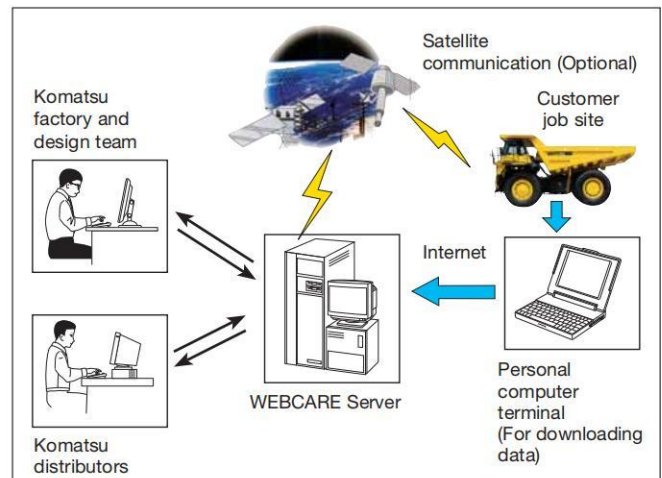 Satellite
communication (Optional)
Komatsu
factory and
design team
Customer
job site
Internet
WEBCARE Server
Personal
computer
terminal
(For downloading
data)
Komatsu
distributors